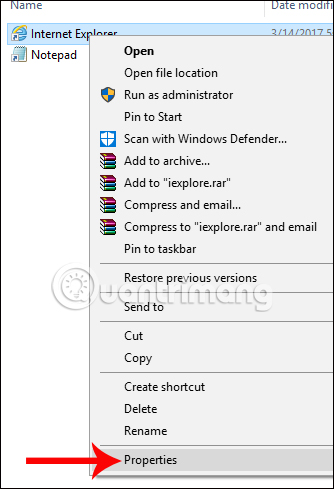 Name
Date modifi
Internet Explorer
3/14/2017 5
Notepad
Open
Open file location
Run as administrator
Pin to Start
Scan with Windows Defender...
Add to archive...
Add to "iexplore.rar"
Compress and email...
Compress to "iexplore.rar" and email
Pin to taskbar
Restore previous versions
Quantrimang
Send to
Cut
Copy
Create shortcut
Delete
Rename
Properties